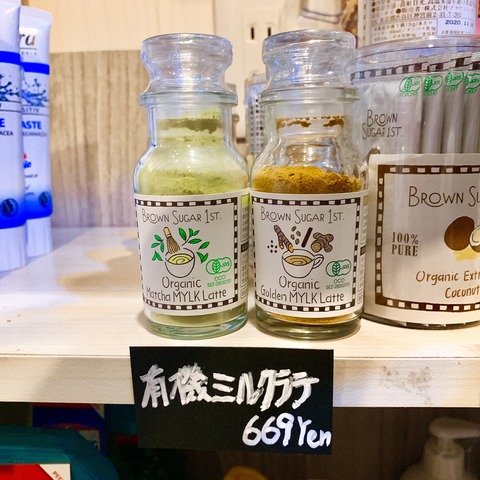 BROWN SUGAR 1ST.
Organic
Matcha MYLK Latte
BROWN SUGAR 1ST.
Organic
Golden MYLK Latte
BROWN
SUGAR 1ST.
BROWN SU
100%
PURE
Organic Extr
Coconut
有機ミルクラテ
669Yen